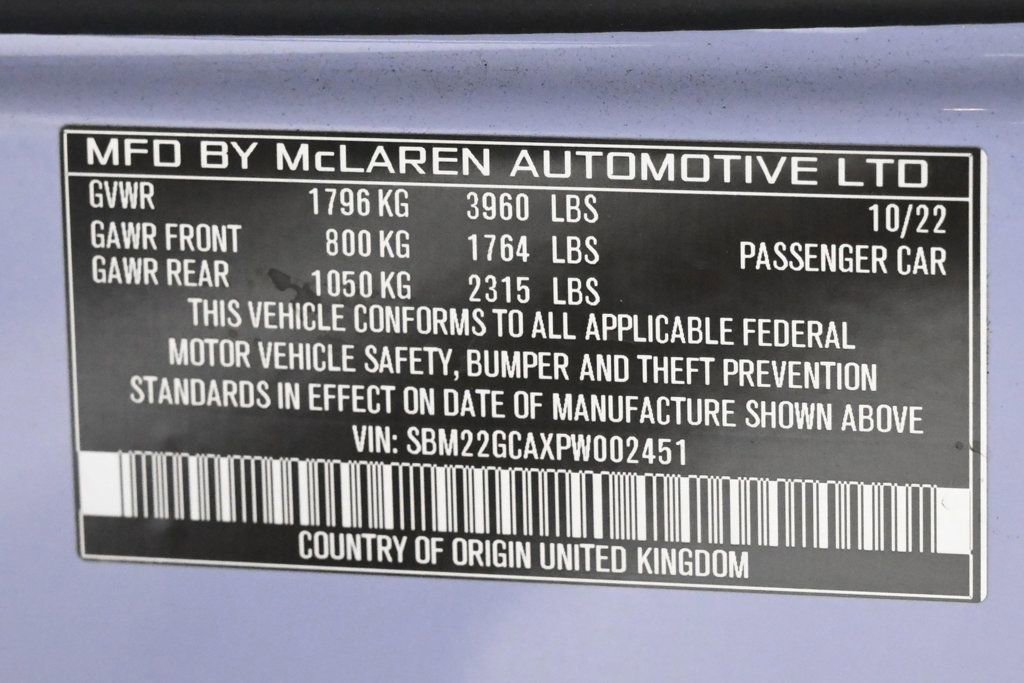 MFD BY McLAREN AUTOMOTIVE LTD
GVWR 1796 KG 3960 LBS 10/22
GAWR FRONT 800 KG 1764 LBS PASSENGER CAR
GAWR REAR 1050 KG 2315 LBS
THIS VEHICLE CONFORMS TO ALL APPLICABLE FEDERAL
MOTOR VEHICLE SAFETY, BUMPER AND THEFT PREVENTION
STANDARDS IN EFFECT ON DATE OF MANUFACTURE SHOWN ABOVE
VIN: SBM22GCAXPW002451
COUNTRY OF ORIGIN UNITED KINGDOM